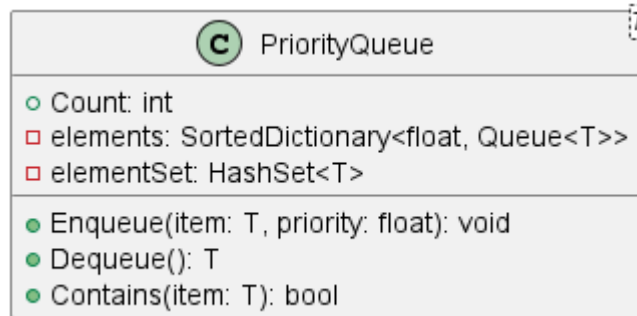 C PriorityQueue
Count: int
elements: SortedDictionary<float, Queue<T>>
elementSet: HashSet<T>
Enqueue(item: T, priority: float): void
Dequeue(): T
Contains(item: T): bool